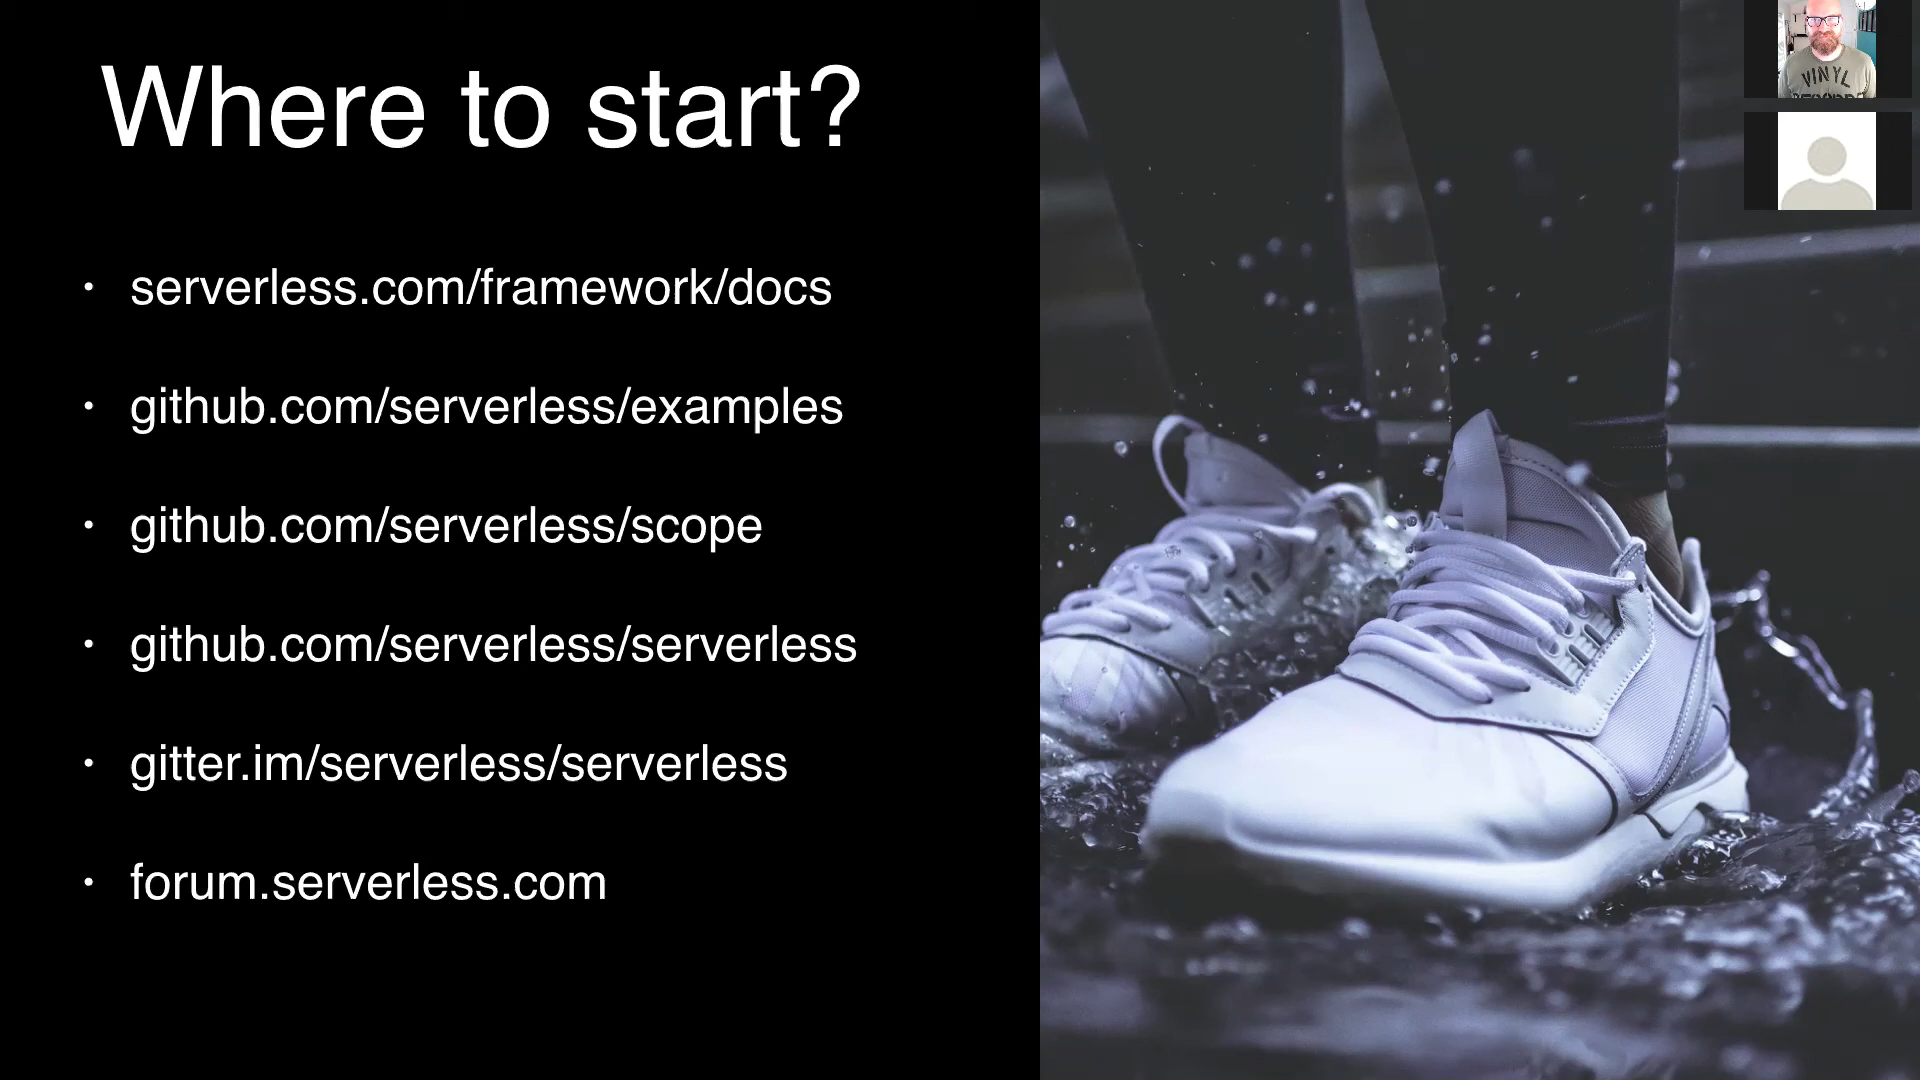 Where to start?
• serverless.com/framework/docs
• github.com/serverless/examples
• github.com/serverless/scope
• github.com/serverless/serverless
• gitter.im/serverless/serverless
• forum.serverless.com
VINYL